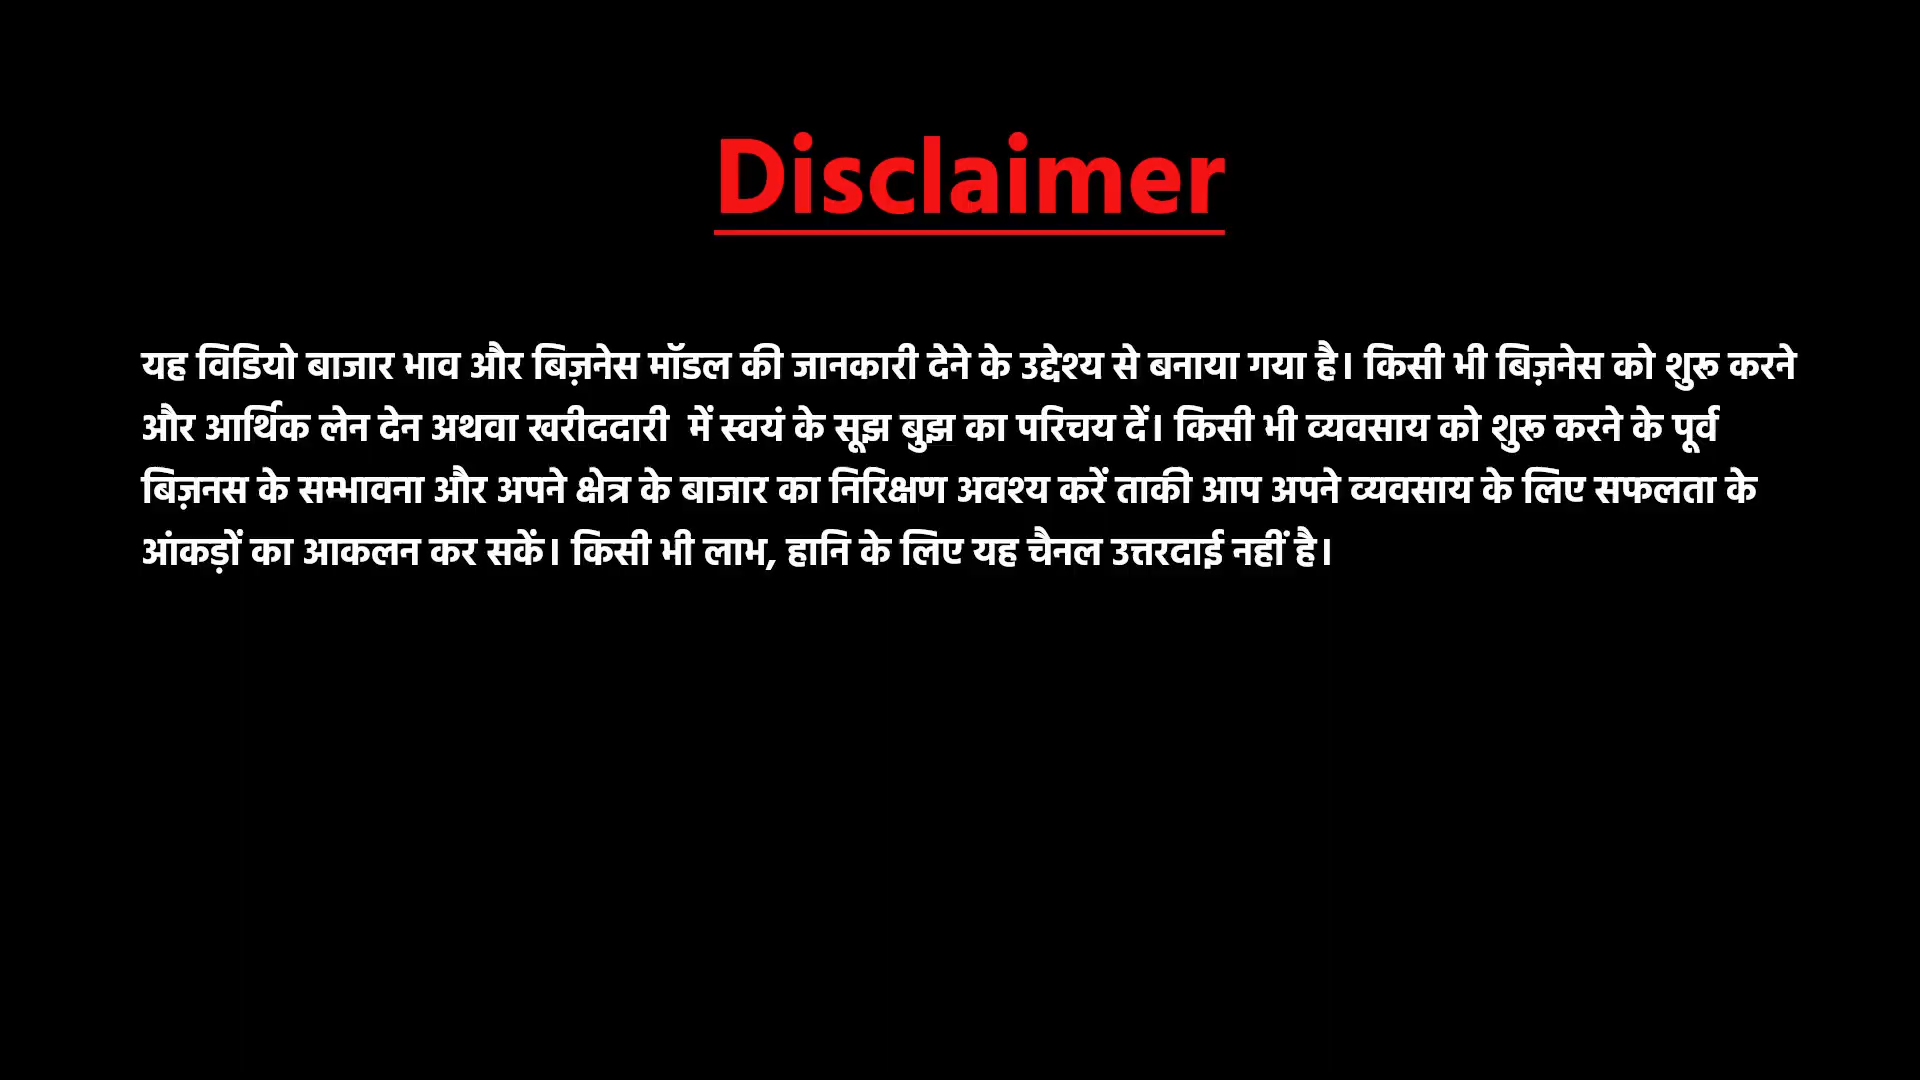 Disclaimer
यह विडियो बाजार भाव और बिज़नेस मॉडल की जानकारी देने के उद्देश्य से बनाया गया है। किसी भी बिज़नेस को शुरू करने
और आर्थिक लेन देन अथवा खरीददारी  में स्वयं के सूझ बुझ का परिचय दें। किसी भी व्यवसाय को शुरू करने के पूर्व
बिज़नस के सम्भावना और अपने क्षेत्र के बाजार का निरिक्षण अवश्य करें ताकी आप अपने व्यवसाय के लिए सफलता के
आंकड़ों का आकलन कर सकें। किसी भी लाभ, हानि के लिए यह चैनल उत्तरदाई नहीं है।